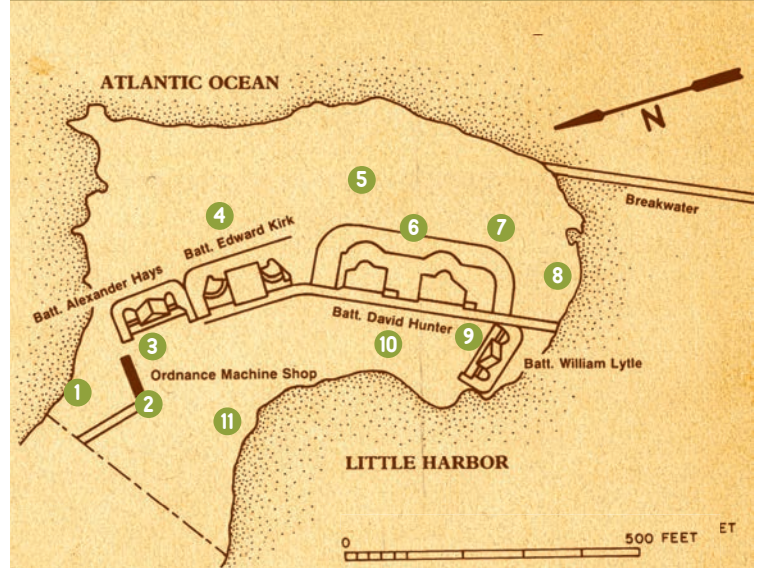 ATLANTIC OCEAN
N
5
Breakwater
4
6
7
Batt. Edward Kirk
8
Batt. Alexander Hays
Batt. David Hunter
9
3
10
Batt. William Lytle
Ordnance Machine Shop
1
2
11
LITTLE HARBOR
0
500 FEET
ET